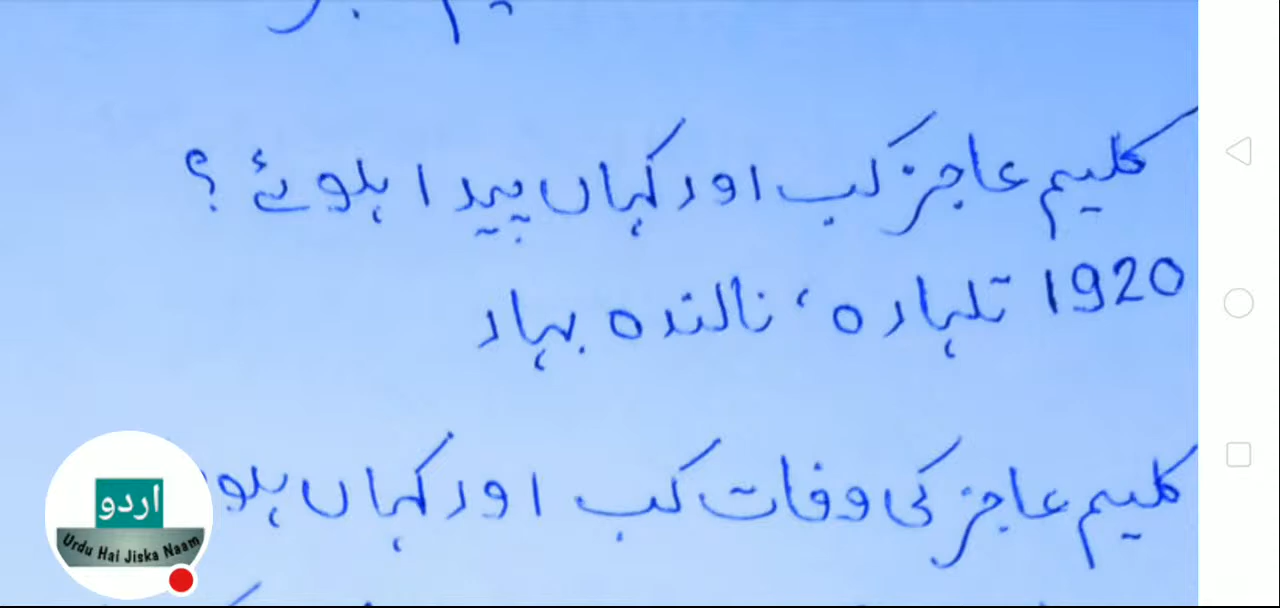 کلیم عاجز کب اور کہاں پیدا ہوئے ؟
1920 تلہارہ، نالندہ بہار
کلیم عاجز کی وفات کب اور کہاں
اردو
Urdu Hai Jiska Naam